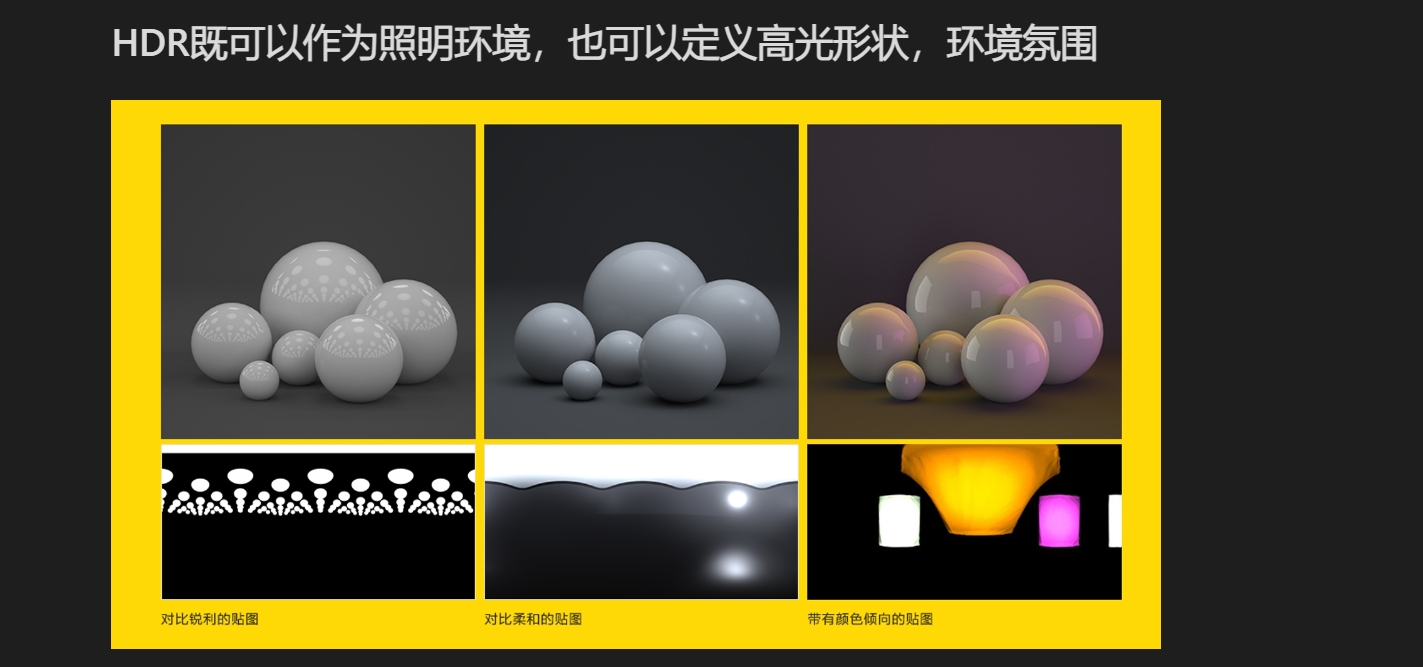 HDR既可以作为照明环境，也可以定义高光形状，环境氛围
对比锐利的贴图
对比柔和的贴图
带有颜色倾向的贴图